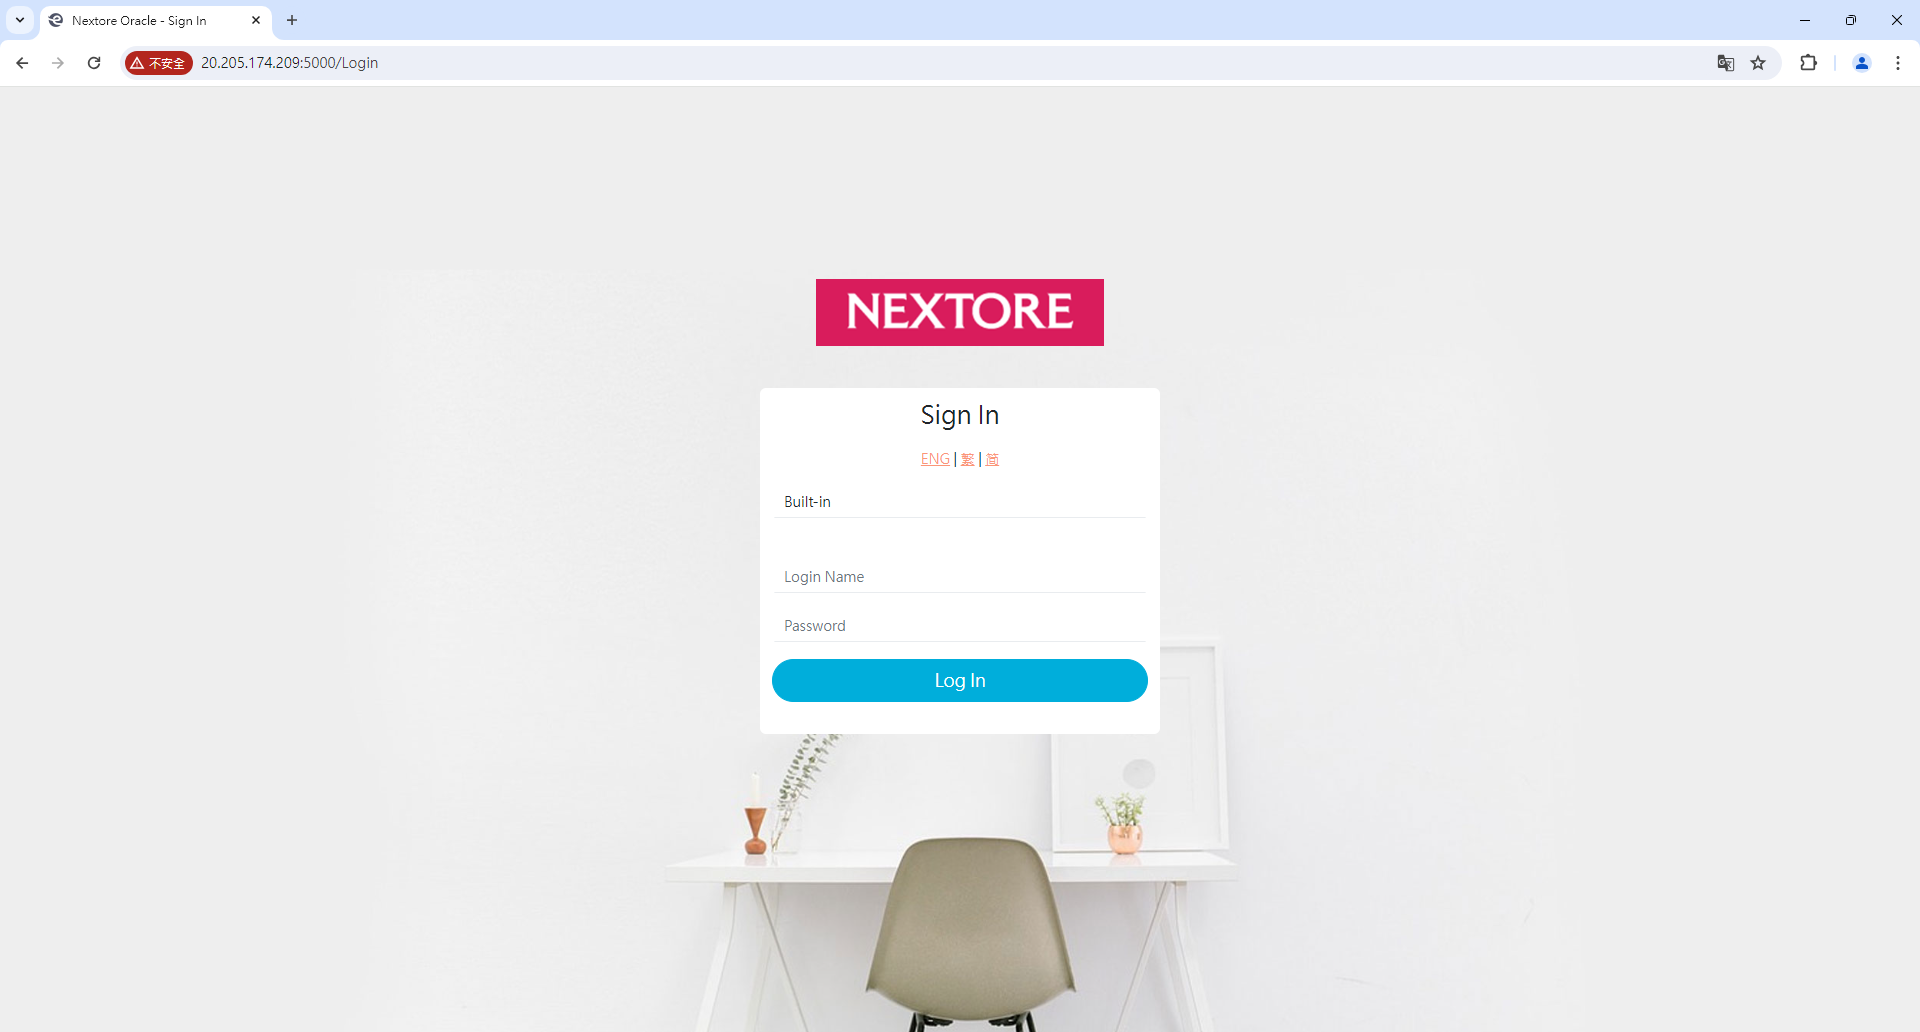 Nextore Oracle - Sign In
不安全
20.205.174.209:5000/Login
NEXTORE
Sign In
ENG | 繁 | 简
Built-in
Login Name
Password
Log In